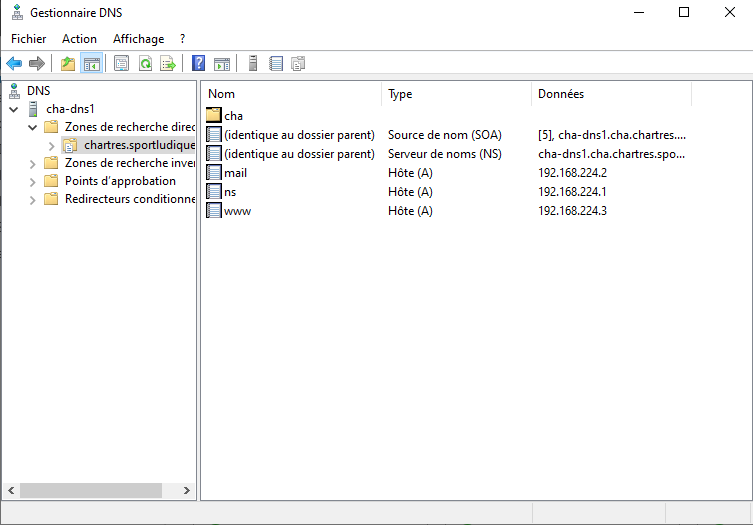 Gestionnaire DNS
Fichier Action Affichage ?
DNS
cha-dns1
Zones de recherche direc
chartres.sportludique
Zones de recherche inver
Points d'approbation
Redirecteurs conditionne
Nom Type Données
cha
(identique au dossier parent) Source de nom (SOA) [5], cha-dns1.cha.chartres....
(identique au dossier parent) Serveur de noms (NS) cha-dns1.cha.chartres.spo...
mail Hôte (A) 192.168.224.2
ns Hôte (A) 192.168.224.1
www Hôte (A) 192.168.224.3